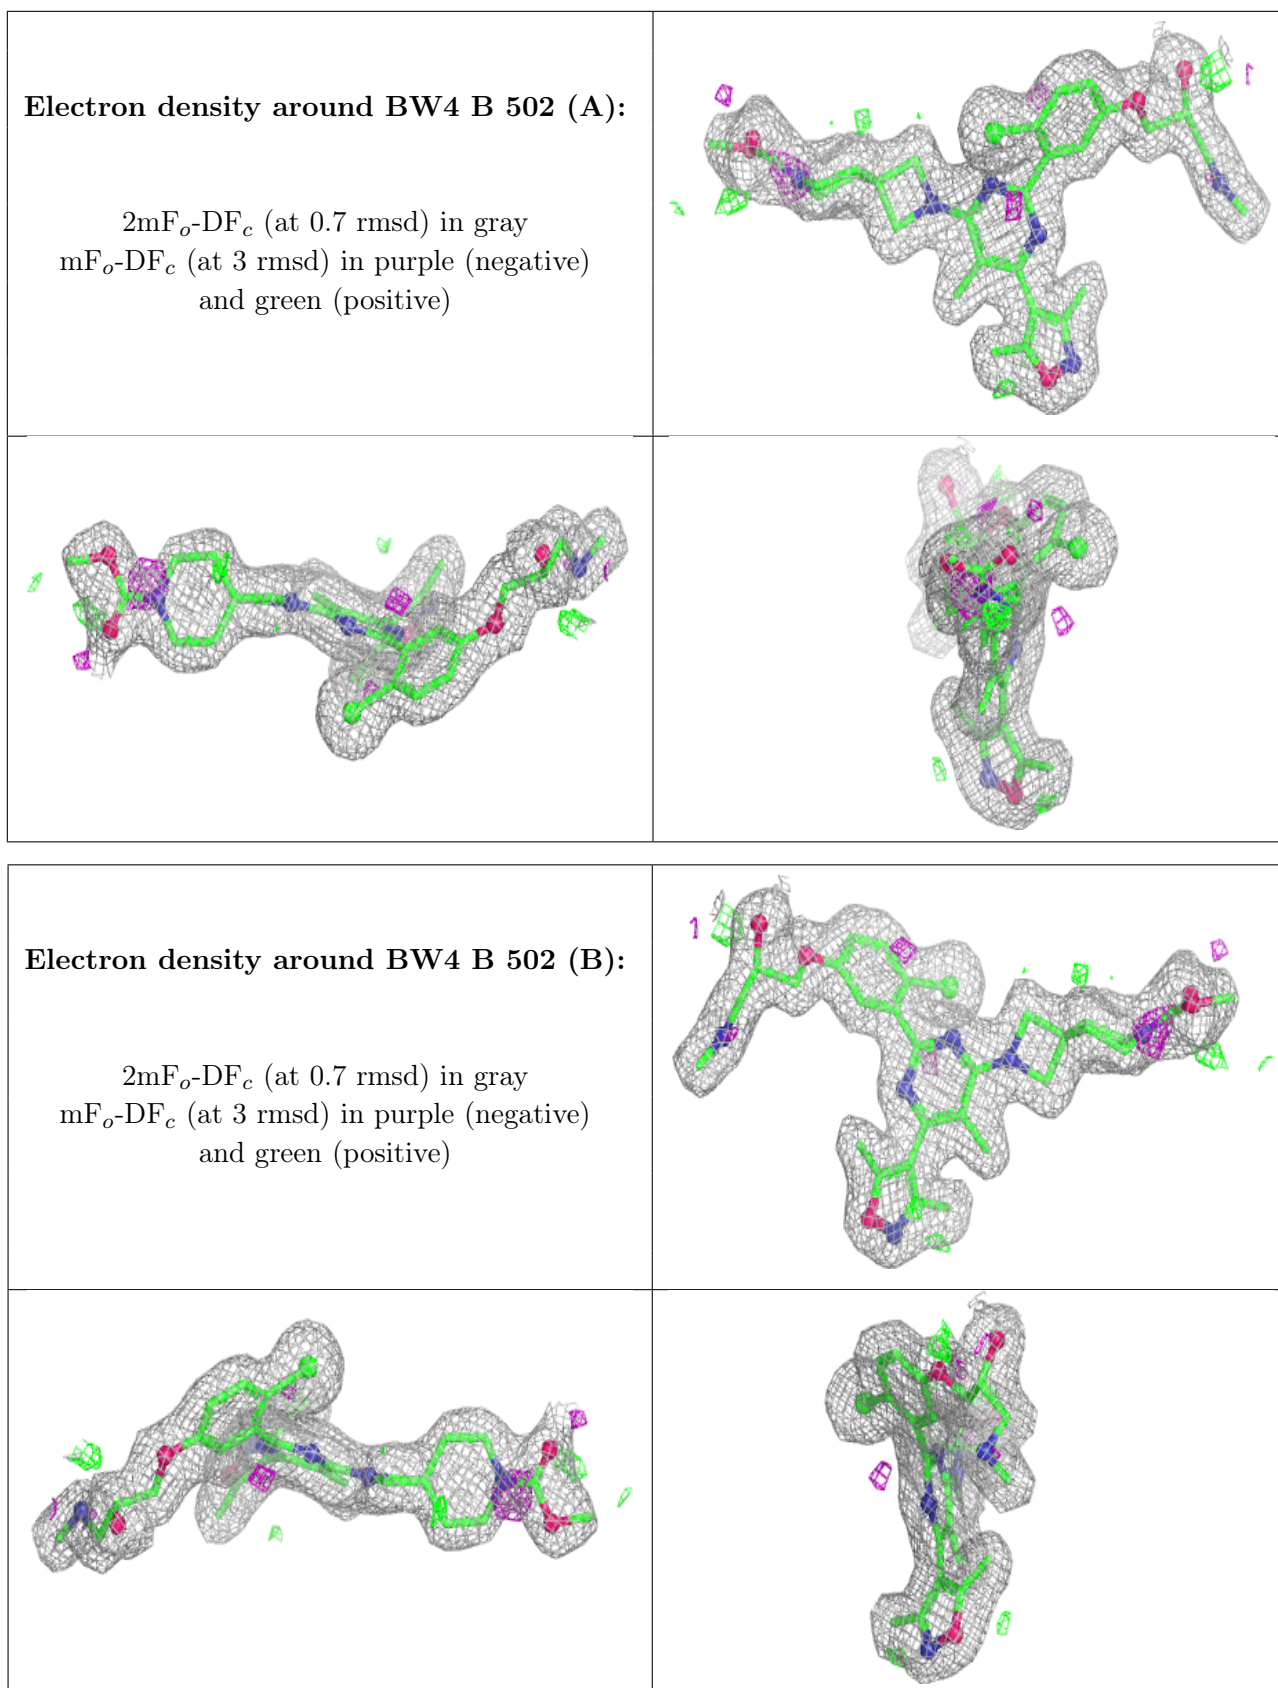 Electron density around BW4 B 502 (A):
2mFo-DFc (at 0.7 rmsd) in gray
mFo-DFc (at 3 rmsd) in purple (negative)
and green (positive)
Electron density around BW4 B 502 (B):
2mFo-DFc (at 0.7 rmsd) in gray
mFo-DFc (at 3 rmsd) in purple (negative)
and green (positive)